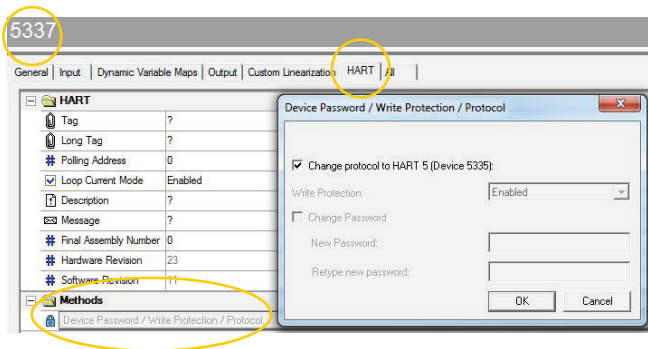 5337
General | Input | Dynamic Variable Maps | Output | Custom Linearization | HART | All |
HART
Tag ?
Long Tag ?
Polling Address 0
Loop Current Mode Enabled
Description ?
Message ?
Final Assembly Number 0
Hardware Revision 23
Software Revision 11
Methods
Device Password / Write Protection / Protocol
Device Password / Write Protection / Protocol
Change protocol to HART 5 (Device 5335):
Write Protection: Enabled
Change Password
New Password:
Retype new password:
OK Cancel